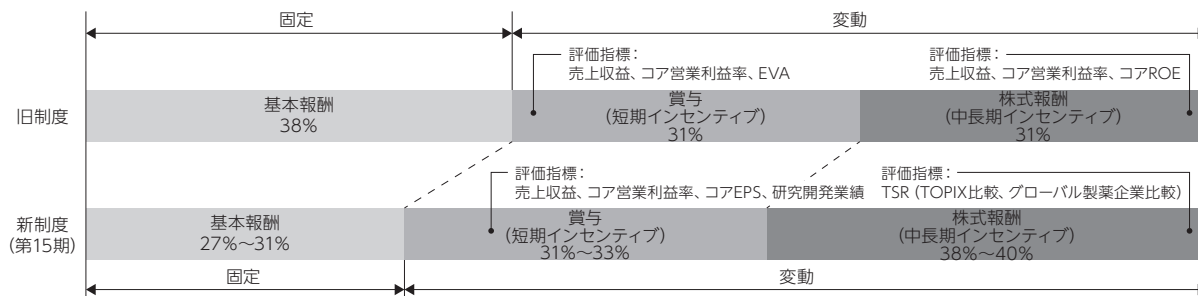 固定
変動
評価指標：
売上収益、コア営業利益率、EVA
評価指標：
売上収益、コア営業利益率、コアROE
旧制度
基本報酬
38%
賞与
(短期インセンティブ)
31%
株式報酬
(中長期インセンティブ)
31%
評価指標：
売上収益、コア営業利益率、コアEPS、研究開発業績
評価指標：
TSR（TOPIX比較、グローバル製薬企業比較）
新制度
(第15期)
基本報酬
27%～31%
賞与
(短期インセンティブ)
31%～33%
株式報酬
(中長期インセンティブ)
38%～40%
固定
変動